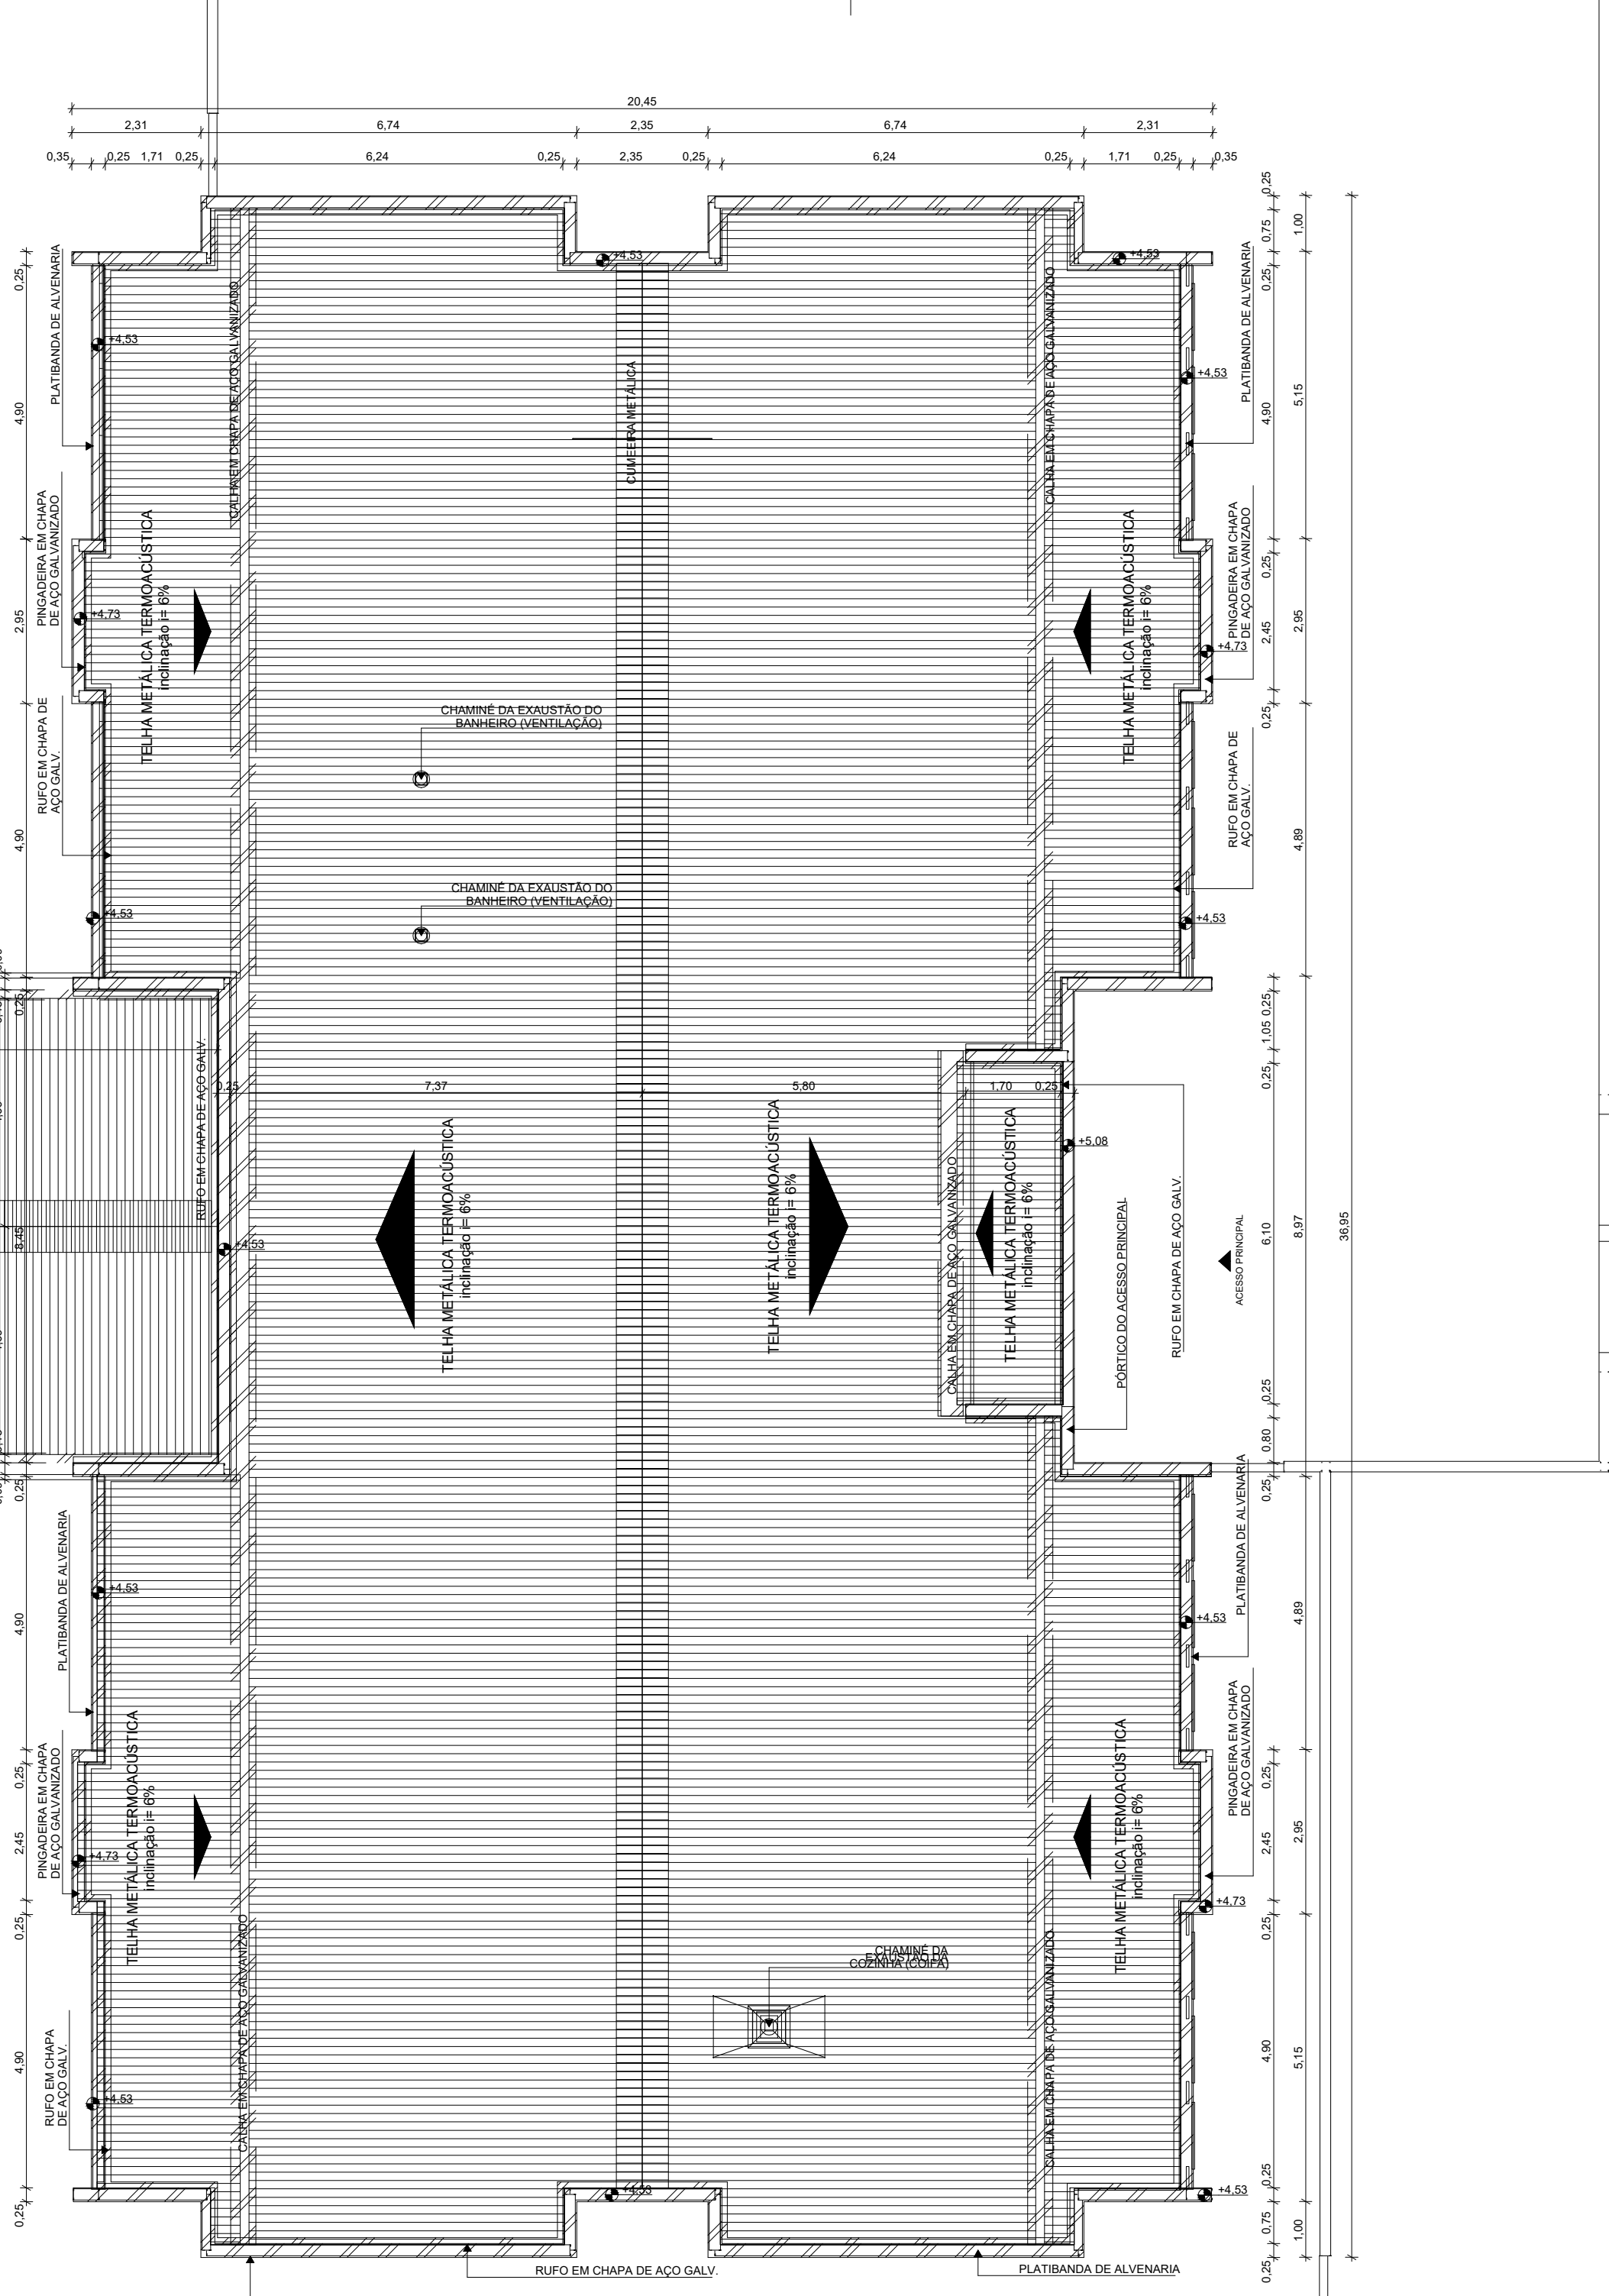 20,45
2,31
6,74
2,35
6,74
2,31
0,35
0,25
1,71
0,25
6,24
0,25
2,35
0,25
6,24
0,25
1,71
0,25
0,35
0,25
0,75
1,00
0,25
0,25
PLATIBANDA DE ALVENARIA
+4,53
CALHA EM CHAPA DE AÇO GALVANIZADO
+4,53
CUMEEIRA METÁLICA
CALHA EM CHAPA DE AÇO GALVANIZADO
+4,53
PLATIBANDA DE ALVENARIA
+4,53
4,90
4,90
5,15
PINGADEIRA EM CHAPA
DE AÇO GALVANIZADO
+4,73
TELHA METÁLICA TERMOACÚSTICA
inclinação i= 6%
TELHA METÁLICA TERMOACÚSTICA
inclinação i= 6%
PINGADEIRA EM CHAPA
DE AÇO GALVANIZADO
+4,73
2,95
0,25
2,45
0,25
2,95
RUFO EM CHAPA DE
AÇO GALV.
CHAMINÉ DA EXAUSTÃO DO
BANHEIRO (VENTILAÇÃO)
RUFO EM CHAPA DE
AÇO GALV.
4,90
4,89
CHAMINÉ DA EXAUSTÃO DO
BANHEIRO (VENTILAÇÃO)
+4,53
+4,53
0,25
0,25
1,05
0,25
RUFO EM CHAPA DE AÇO GALV.
0,25
7,37
5,80
1,70
0,25
+5,08
8,45
+4,53
TELHA METÁLICA TERMOACÚSTICA
inclinação i= 6%
TELHA METÁLICA TERMOACÚSTICA
inclinação i= 6%
CALHA EM CHAPA DE AÇO GALVANIZADO
TELHA METÁLICA TERMOACÚSTICA
inclinação i= 6%
PÓRTICO DO ACESSO PRINCIPAL
RUFO EM CHAPA DE AÇO GALV.
ACESSO PRINCIPAL
6,10
8,97
36,95
0,25
0,80
0,25
0,25
PLATIBANDA DE ALVENARIA
+4,53
PLATIBANDA DE ALVENARIA
+4,53
4,90
4,89
PINGADEIRA EM CHAPA
DE AÇO GALVANIZADO
+4,73
TELHA METÁLICA TERMOACÚSTICA
inclinação i= 6%
TELHA METÁLICA TERMOACÚSTICA
inclinação i= 6%
PINGADEIRA EM CHAPA
DE AÇO GALVANIZADO
+4,73
0,25
2,45
0,25
0,25
2,45
0,25
2,95
CHAMINÉ DA
EXAUSTÃO DA
COZINHA (COIFA)
CALHA EM CHAPA DE AÇO GALVANIZADO
CALHA EM CHAPA DE AÇO GALVANIZADO
RUFO EM CHAPA
DE AÇO GALV.
+4,53
4,90
4,90
5,15
+4,53
+4,53
0,25
0,25
0,75
1,00
0,25
RUFO EM CHAPA DE AÇO GALV.
PLATIBANDA DE ALVENARIA